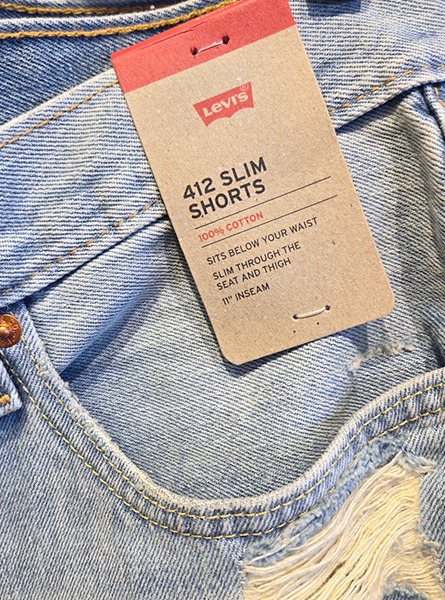 Levi's
412 SLIM
SHORTS
100% COTTON
SITS BELOW YOUR WAIST
SLIM THROUGH THE
SEAT AND THIGH
11" INSEAM